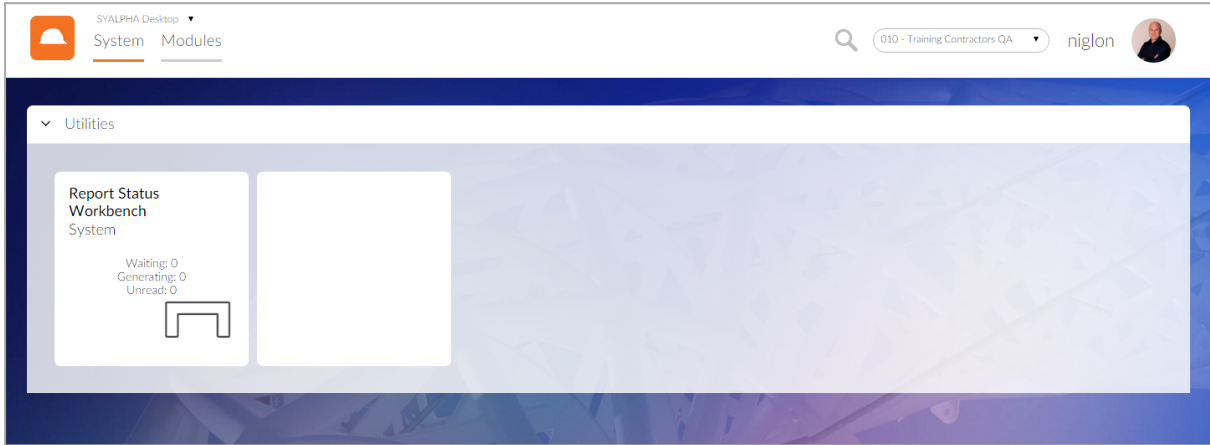 SYALPHA Desktop
System Modules
010 - Training Contractors QA
niglon
Utilities
Report Status
Workbench
System
Waiting: 0
Generating: 0
Unread: 0